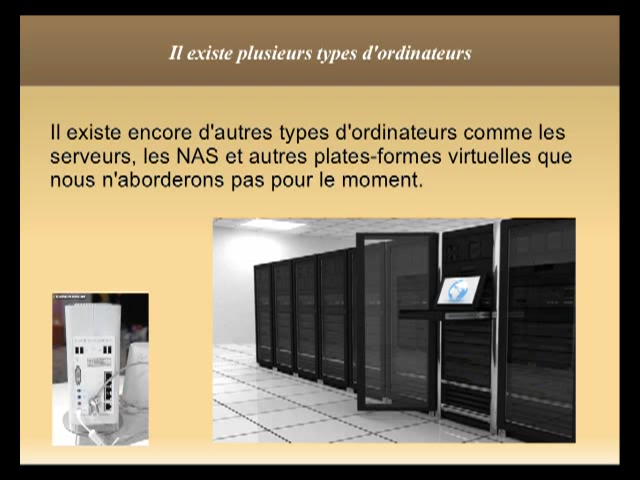 Il existe plusieurs types d'ordinateurs
Il existe encore d'autres types d'ordinateurs comme les
serveurs, les NAS et autres plates-formes virtuelles que
nous n'aborderons pas pour le moment.